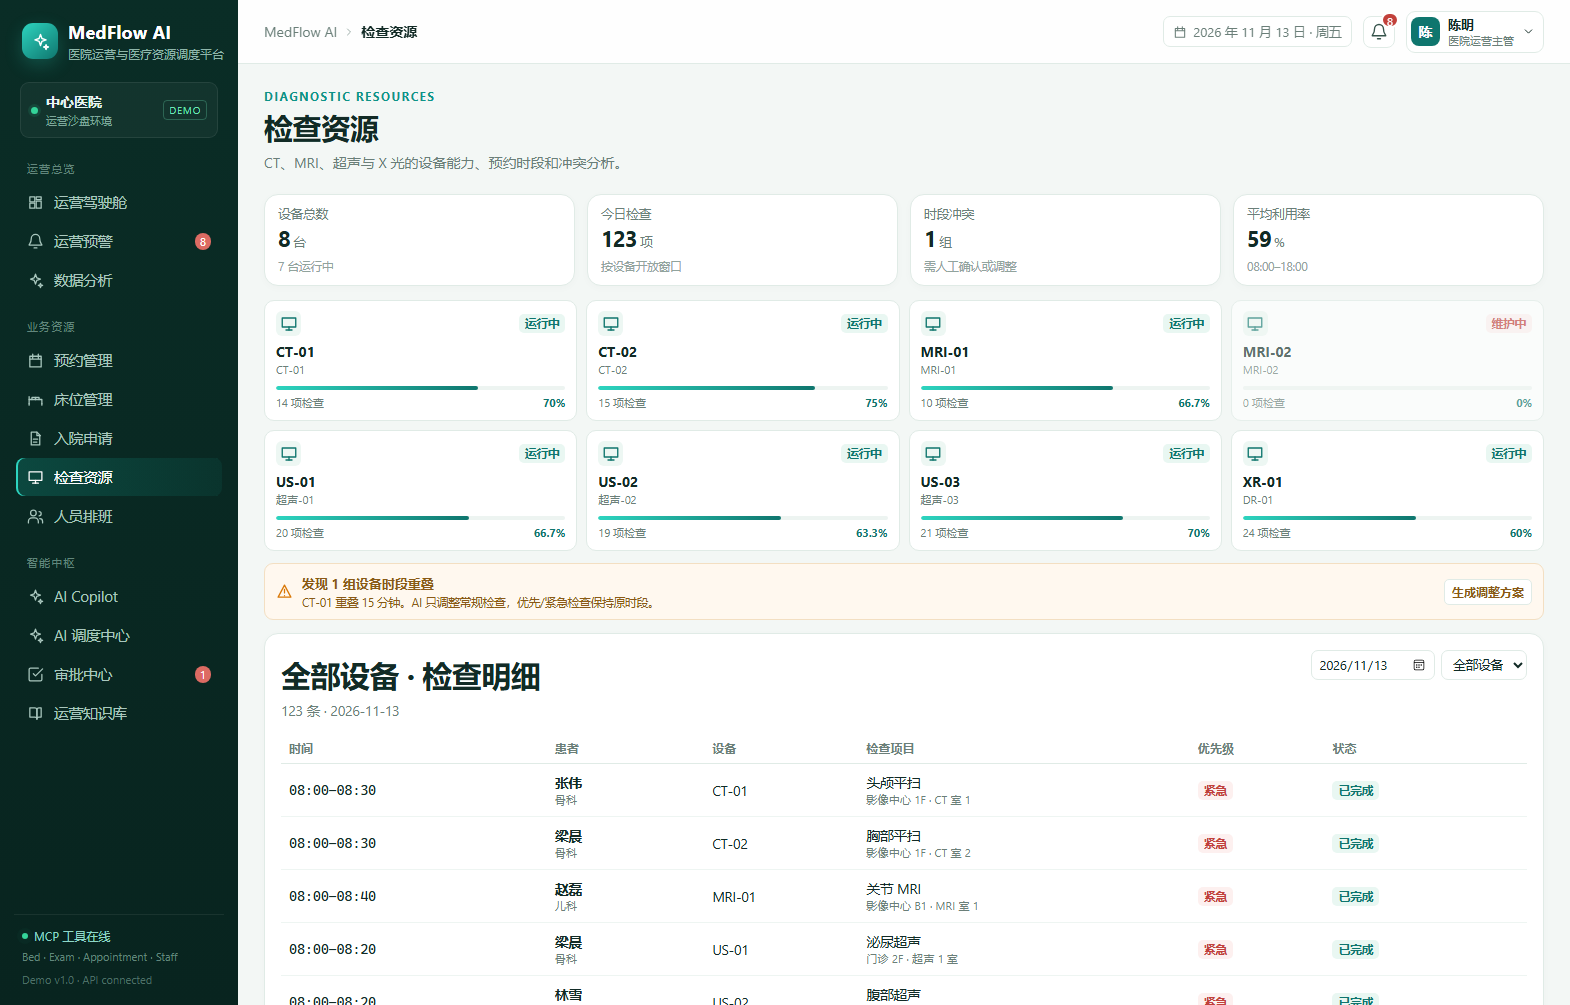 MedFlow AI
医院运营与医疗资源调度平台
中心医院
运营沙盘环境
DEMO
运营总览
运营驾驶舱
运营预警
8
数据分析
业务资源
预约管理
床位管理
入院申请
检查资源
人员排班
智能中枢
AI Copilot
AI 调度中心
审批中心
1
运营知识库
MCP 工具在线
Bed · Exam · Appointment · Staff
Demo v1.0 · API connected
MedFlow AI > 检查资源
2026 年 11 月 13 日 · 周五
8
陈
陈明
医院运营主管
DIAGNOSTIC RESOURCES
检查资源
CT、MRI、超声与 X 光的设备能力、预约时段和冲突分析。
设备总数
8 台
7 台运行中
今日检查
123 项
按设备开放窗口
时段冲突
1 组
需人工确认或调整
平均利用率
59 %
08:00–18:00
运行中
CT-01
CT-01
14 项检查 70%
运行中
CT-02
CT-02
15 项检查 75%
运行中
MRI-01
MRI-01
10 项检查 66.7%
维护中
MRI-02
MRI-02
0 项检查 0%
运行中
US-01
超声-01
20 项检查 66.7%
运行中
US-02
超声-02
19 项检查 63.3%
运行中
US-03
超声-03
21 项检查 70%
运行中
XR-01
DR-01
24 项检查 60%
发现 1 组设备时段重叠
CT-01 重叠 15 分钟。AI 只调整常规检查，优先/紧急检查保持原时段。
生成调整方案
全部设备 · 检查明细
123 条 · 2026-11-13
2026/11/13
全部设备
时间 患者 设备 检查项目 优先级 状态
08:00–08:30 张伟 CT-01 头颅平扫 紧急 已完成
骨科 影像中心 1F · CT 室 1
08:00–08:30 梁晨 CT-02 胸部平扫 紧急 已完成
骨科 影像中心 1F · CT 室 2
08:00–08:40 赵磊 MRI-01 关节 MRI 紧急 已完成
儿科 影像中心 B1 · MRI 室 1
08:00–08:20 梁晨 US-01 泌尿超声 紧急 已完成
骨科 门诊 2F · 超声 1 室
08:00–08:20 林雪 US-02 腹部超声 紧急 已完成